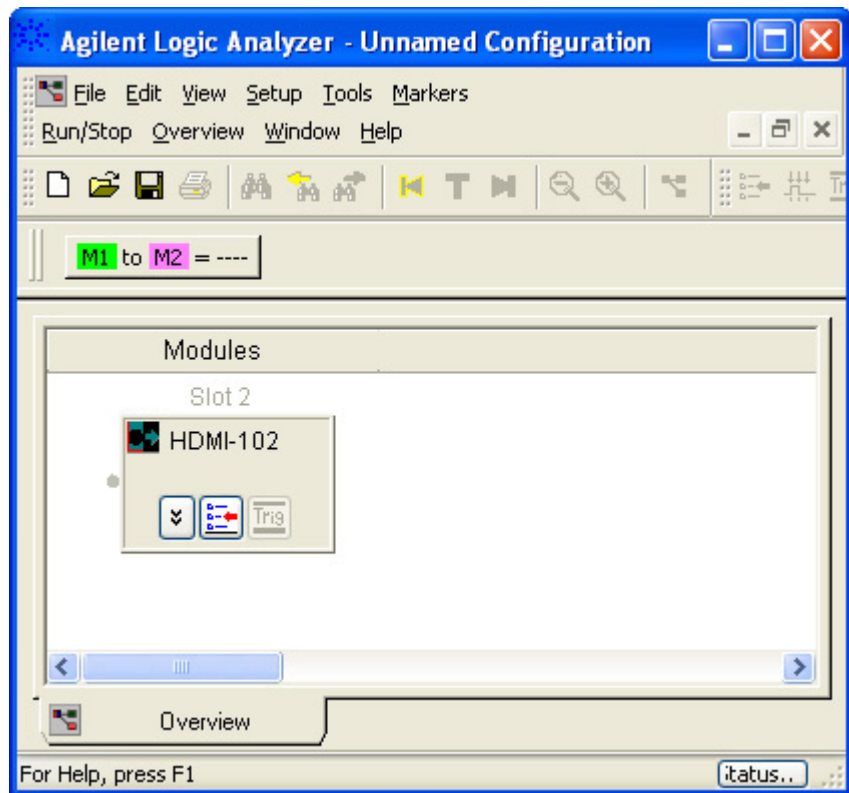 Agilent Logic Analyzer - Unnamed Configuration
File Edit View Setup Tools Markers
Run/Stop Overview Window Help
T
M1 to M2 = ----
Modules
Slot 2
HDMI-102
Trig
Overview
For Help, press F1
itatus..